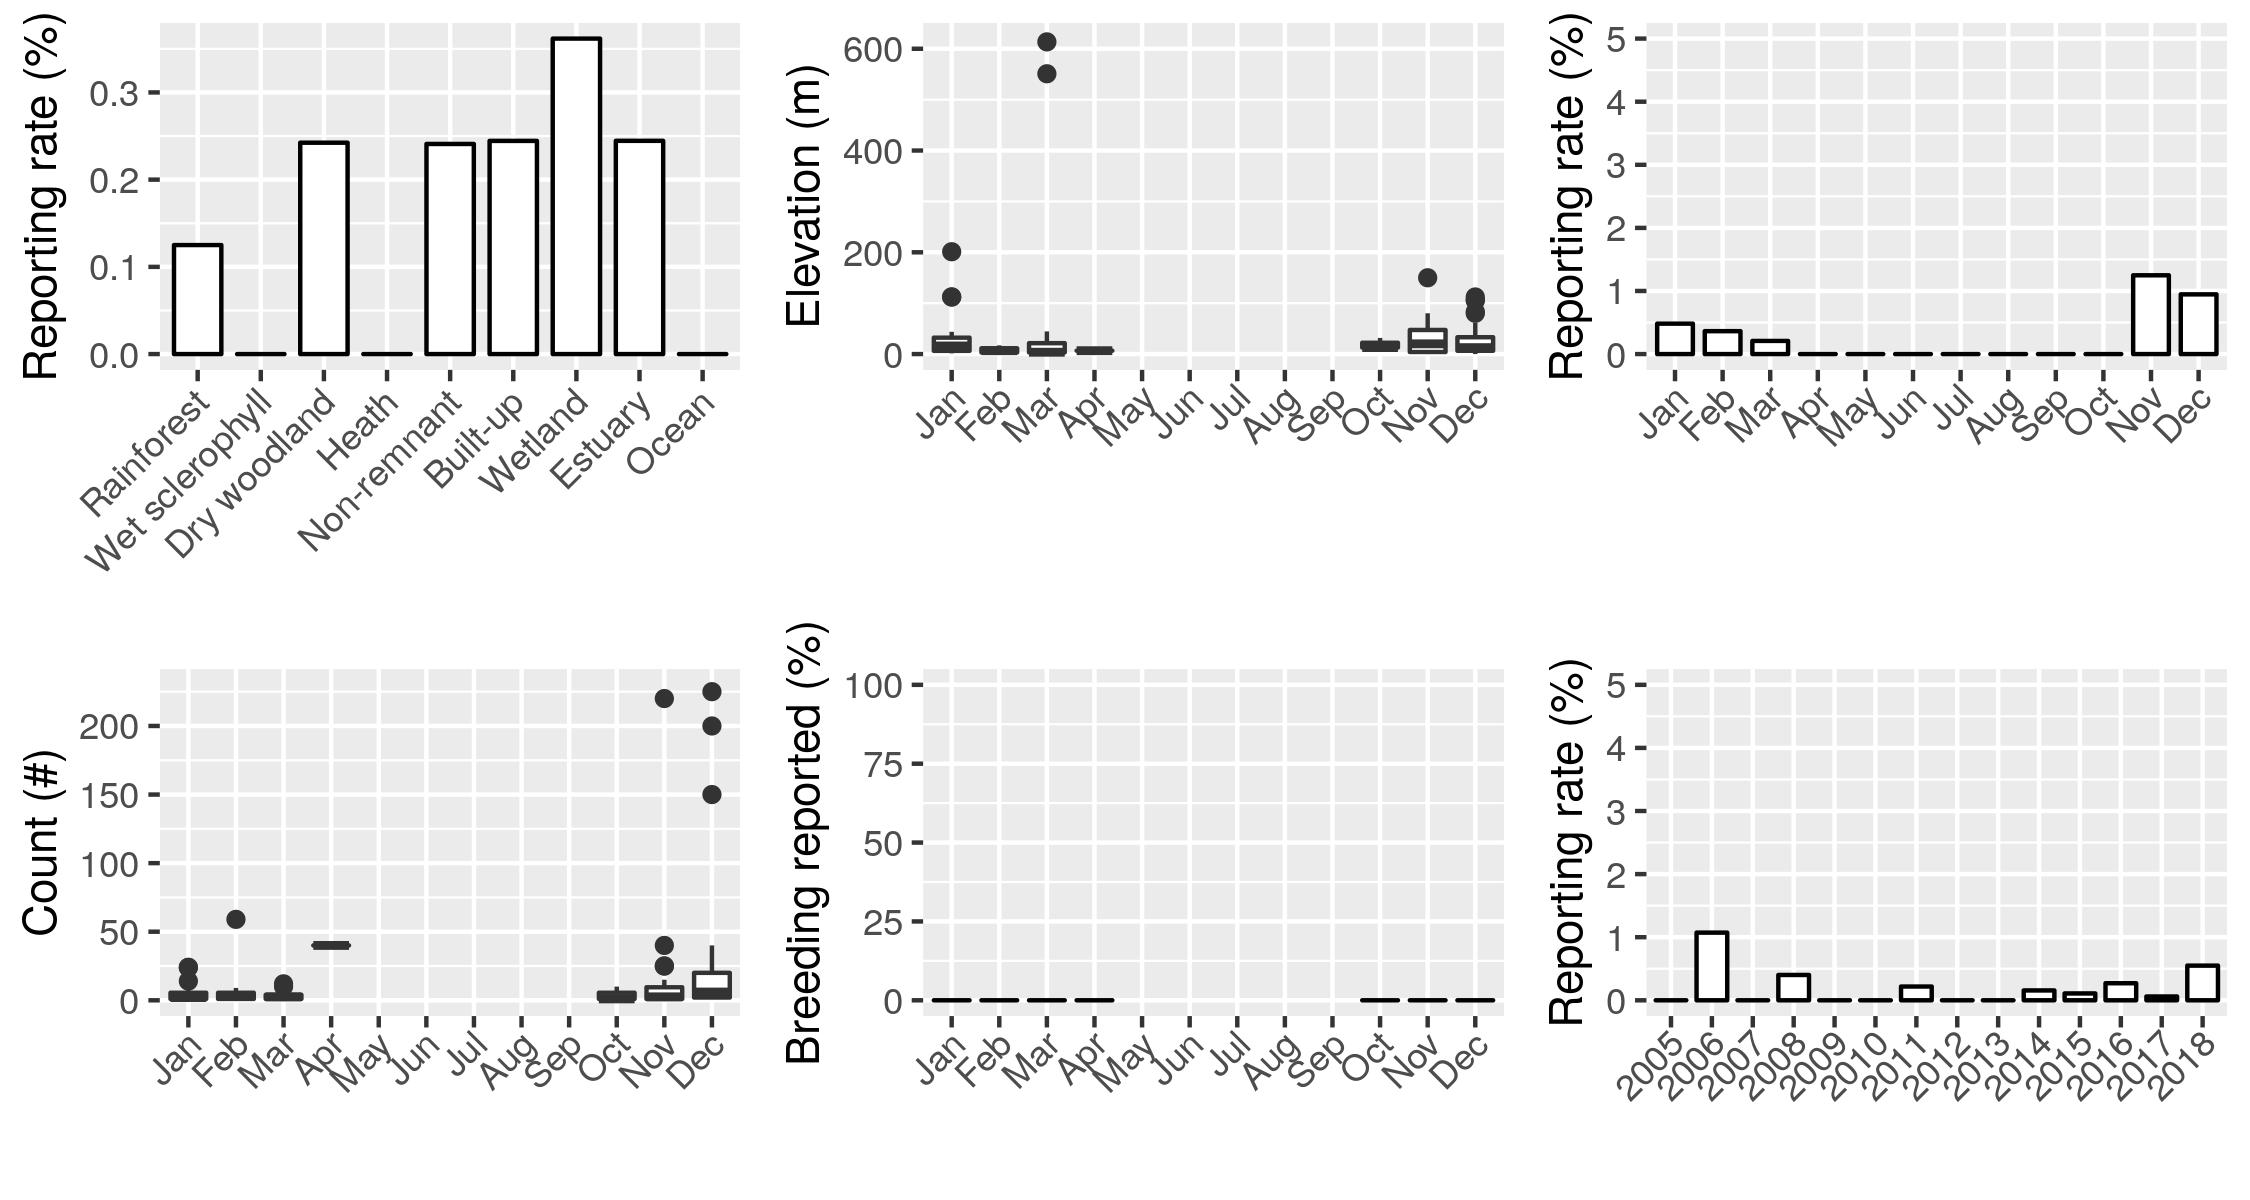 Reporting rate (%)
0.3
0.2
0.1
0.0
Rainforest
Wet sclerophyll
Dry woodland
Heath
Non-remnant
Built-up
Wetland
Estuary
Ocean
Elevation (m)
600
400
200
0
Jan
Feb
Mar
Apr
May
Jun
Jul
Aug
Sep
Oct
Nov
Dec
Reporting rate (%)
5
4
3
2
1
0
Jan
Feb
Mar
Apr
May
Jun
Jul
Aug
Sep
Oct
Nov
Dec
Count (#)
200
150
100
50
0
Jan
Feb
Mar
Apr
May
Jun
Jul
Aug
Sep
Oct
Nov
Dec
Breeding reported (%)
100
75
50
25
0
Jan
Feb
Mar
Apr
May
Jun
Jul
Aug
Sep
Oct
Nov
Dec
Reporting rate (%)
5
4
3
2
1
0
2005
2006
2007
2008
2009
2010
2011
2012
2013
2014
2015
2016
2017
2018